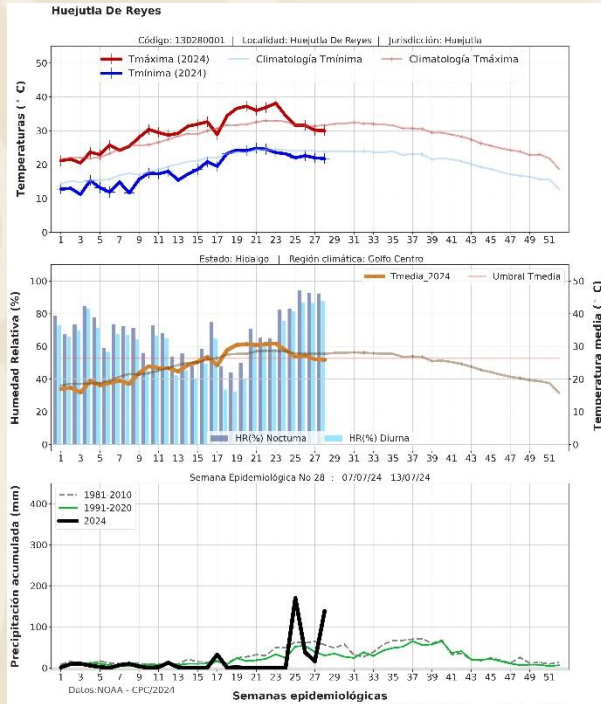 Huejutla De Reyes
Código: 130280001 | Localidad: Huejutla De Reyes | Jurisdicción: Huejutla
Tmáxima (2024) Climatología Tmínima Climatología Tmáxima
Tmínima (2024)
Temperaturas (° C)
50
40
30
20
10
0
1 3 5 7 9 11 13 15 17 19 21 23 25 27 29 31 33 35 37 39 41 43 45 47 49 51
Estado: Hidalgo | Región climática: Golfo Centro
Tmedia_2024 Umbral Tmedia
Humedad Relativa (%)
100
80
60
40
20
0
Temperatura media (° C)
50
40
30
20
10
0
HR(%) Nocturna HR(%) Diurna
1 3 5 7 9 11 13 15 17 19 21 23 25 27 29 31 33 35 37 39 41 43 45 47 49 51
Semana Epidemiológica No 28 : 07/07/24 13/07/24
1981-2010
1991-2020
2024
Precipitación acumulada (mm)
400
300
200
100
0
1 3 5 7 9 11 13 15 17 19 21 23 25 27 29 31 33 35 37 39 41 43 45 47 49 51
Datos:NOAA - CPC/2024
Semanas epidemiológicas